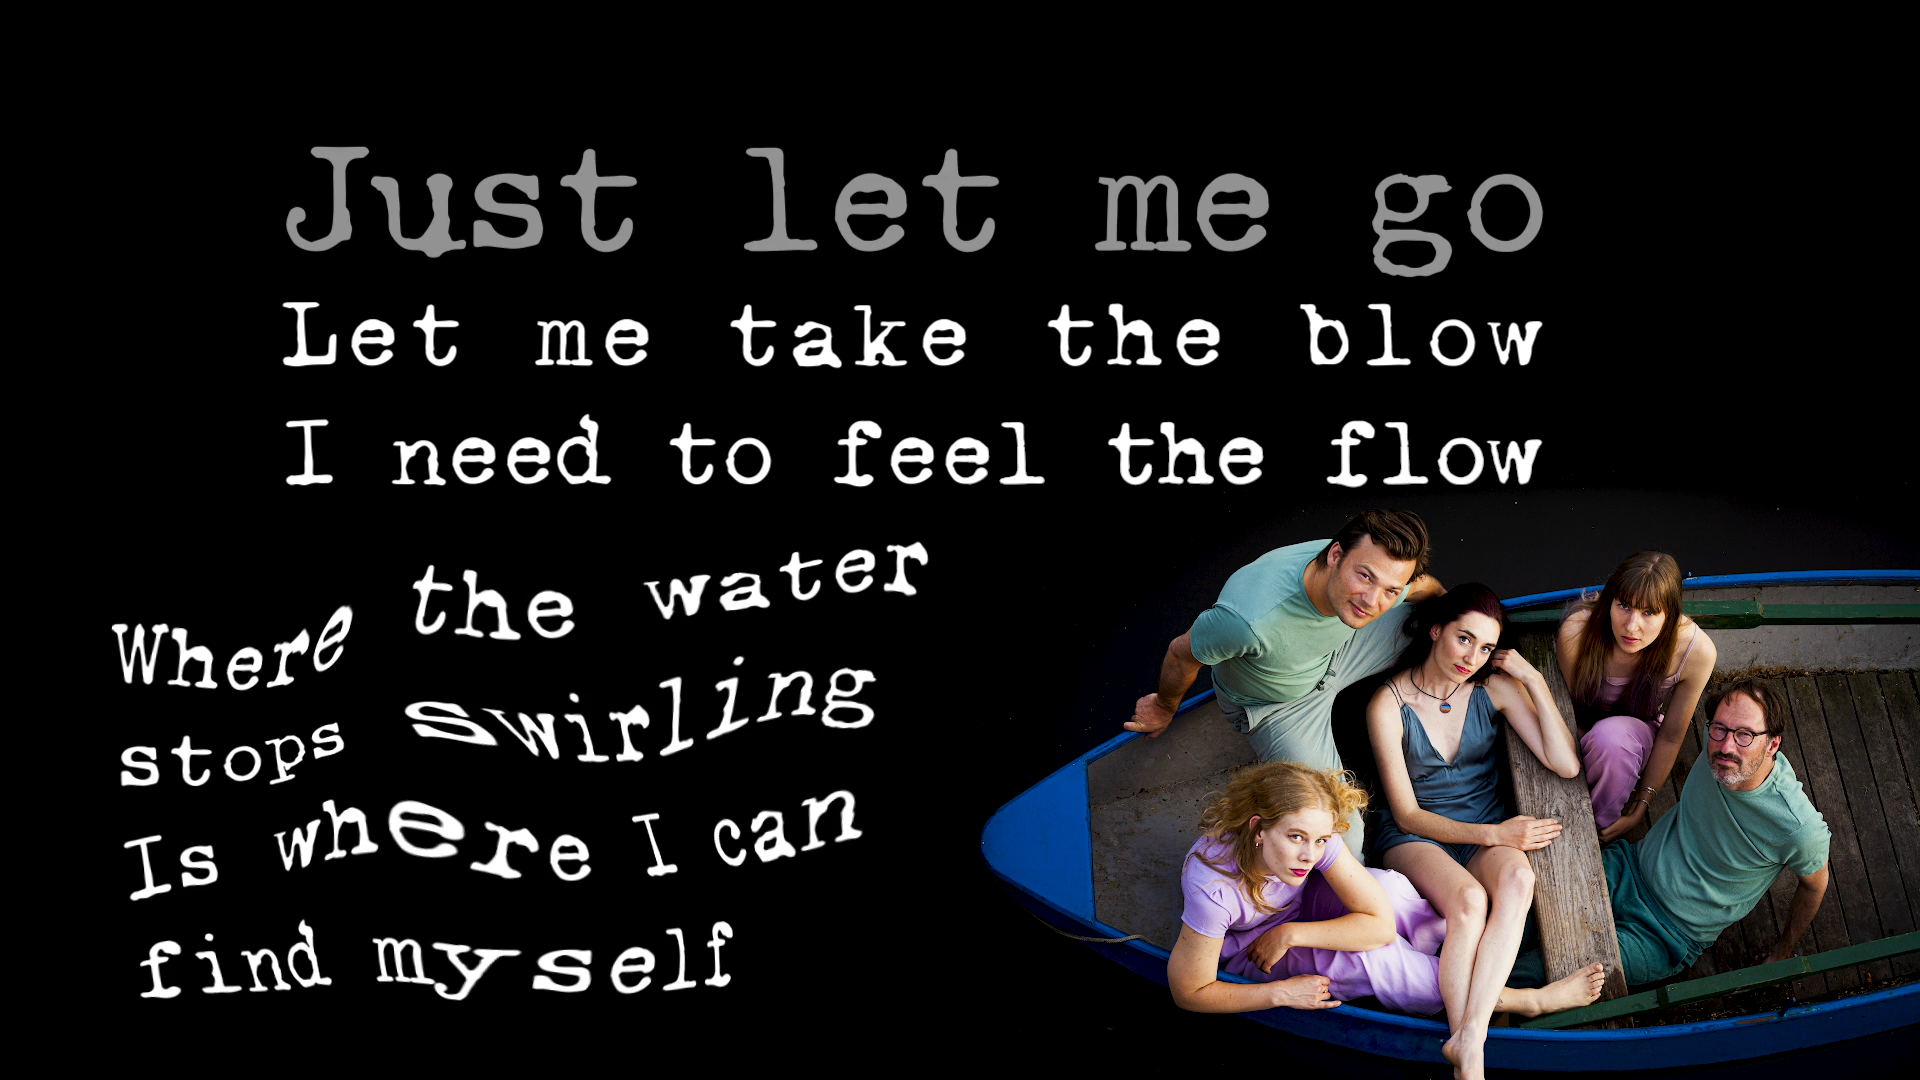 Just let me go
Let me take the blow
I need to feel the flow
Where the water
stops swirling
Is where I can
find myself